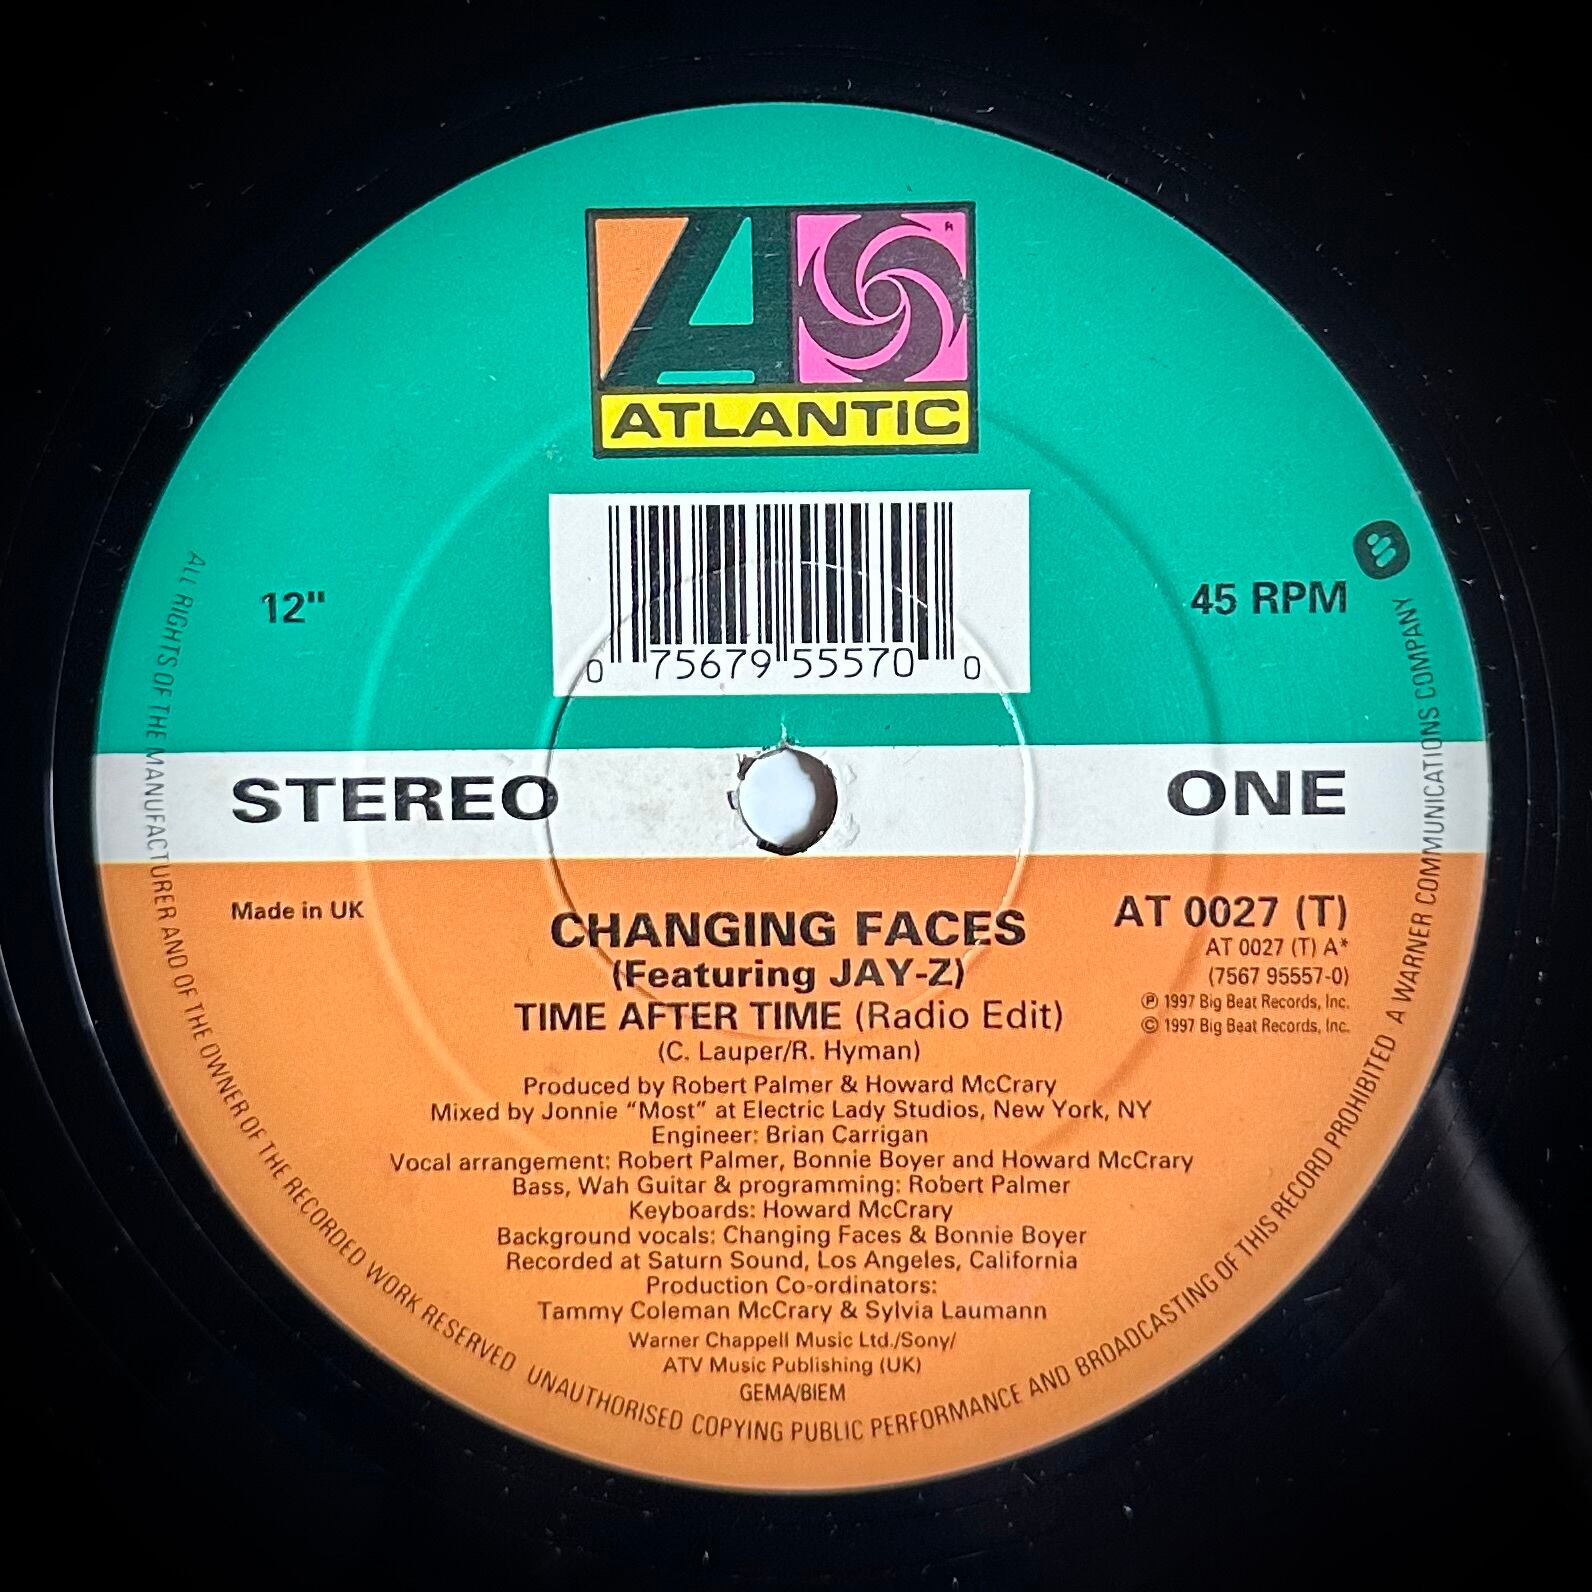 ATLANTIC
0 75679 55570 0
12"
45 RPM
STEREO
ONE
Made in UK
AT 0027 (T)
AT 0027 (T) A*
(7567 95557-0)
℗ 1997 Big Beat Records, Inc.
© 1997 Big Beat Records, Inc.
CHANGING FACES
(Featuring JAY-Z)
TIME AFTER TIME (Radio Edit)
(C. Lauper/R. Hyman)
Produced by Robert Palmer & Howard McCrary
Mixed by Jonnie “Most” at Electric Lady Studios, New York, NY
Engineer: Brian Carrigan
Vocal arrangement: Robert Palmer, Bonnie Boyer and Howard McCrary
Bass, Wah Guitar & programming: Robert Palmer
Keyboards: Howard McCrary
Background vocals: Changing Faces & Bonnie Boyer
Recorded at Saturn Sound, Los Angeles, California
Production Co-ordinators:
Tammy Coleman McCrary & Sylvia Laumann
Warner Chappell Music Ltd./Sony/
ATV Music Publishing (UK)
GEMA/BIEM
ALL RIGHTS OF THE MANUFACTURER AND OF THE OWNER OF THE RECORDED WORK RESERVED UNAUTHORISED COPYING PUBLIC PERFORMANCE AND BROADCASTING OF THIS RECORD PROHIBITED A WARNER COMMUNICATIONS COMPANY